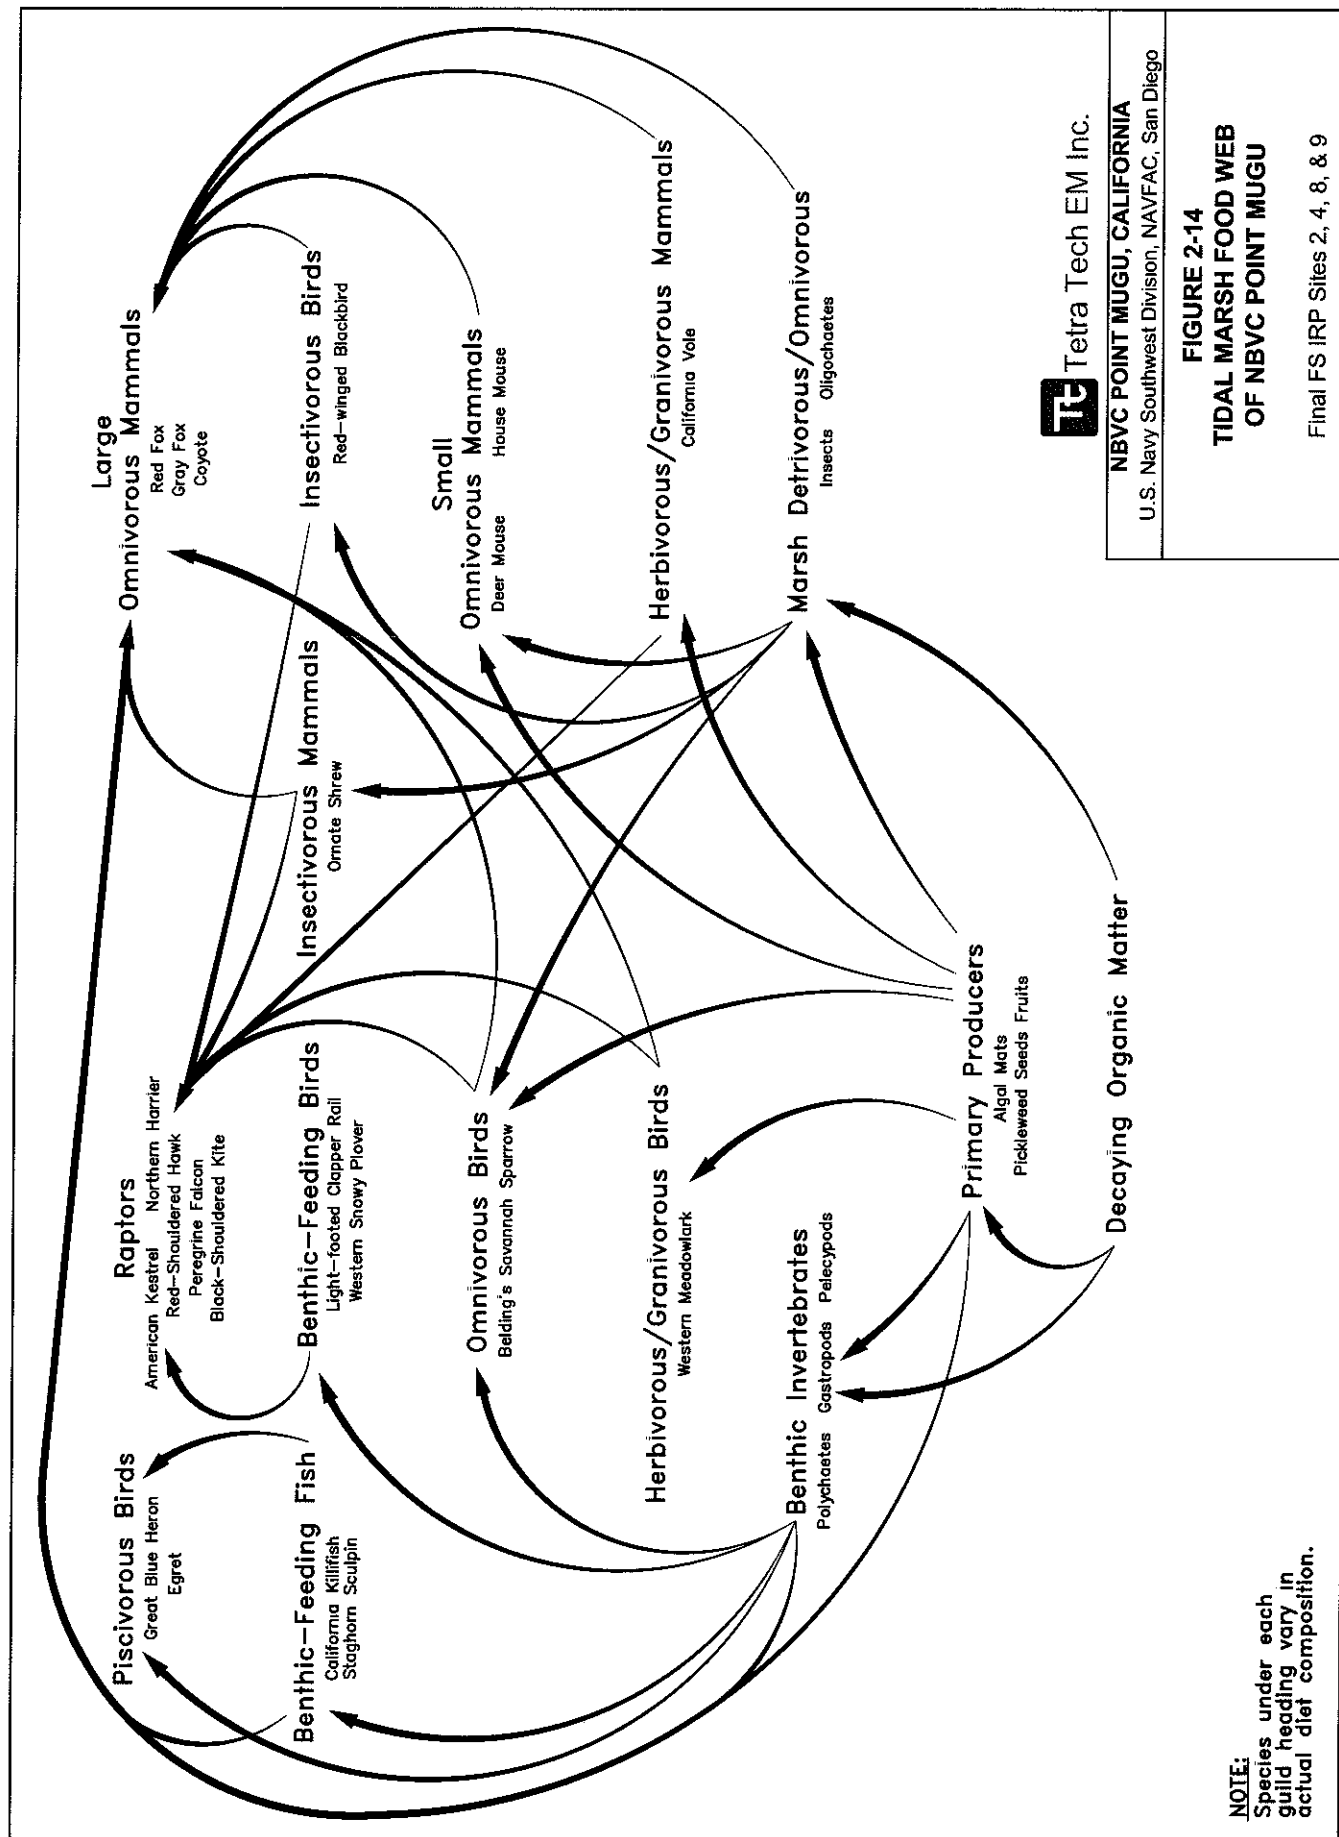 Piscivorous Birds
Great Blue Heron
Egret
Raptors
American Kestrel Northern Harrier
Red-Shouldered Hawk
Peregrine Falcon
Black-Shouldered Kite
Large
Omnivorous Mammals
Red Fox
Gray Fox
Coyote
Benthic-Feeding Fish
California Killifish
Staghorn Sculpin
Benthic-Feeding Birds
Light-footed Clapper Rail
Western Snowy Plover
Insectivorous Mammals
Ornate Shrew
Insectivorous Birds
Red-winged Blackbird
Omnivorous Birds
Belding's Savannah Sparrow
Small
Omnivorous Mammals
Deer Mouse House Mouse
Herbivorous/Granivorous Birds
Western Meadowlark
Herbivorous/Granivorous Mammals
California Vole
Benthic Invertebrates
Polychaetes Gastropods Pelecypods
Marsh Detrivorous/Omnivorous
Insects Oligochaetes
Primary Producers
Algal Mats
Pickleweed Seeds Fruits
Decaying Organic Matter
NOTE:
Species under each
guild heading vary in
actual diet composition.
Tt Tetra Tech EM Inc.
NBVC POINT MUGU, CALIFORNIA
U.S. Navy Southwest Division, NAVFAC, San Diego
FIGURE 2-14
TIDAL MARSH FOOD WEB
OF NBVC POINT MUGU
Final FS IRP Sites 2, 4, 8, & 9